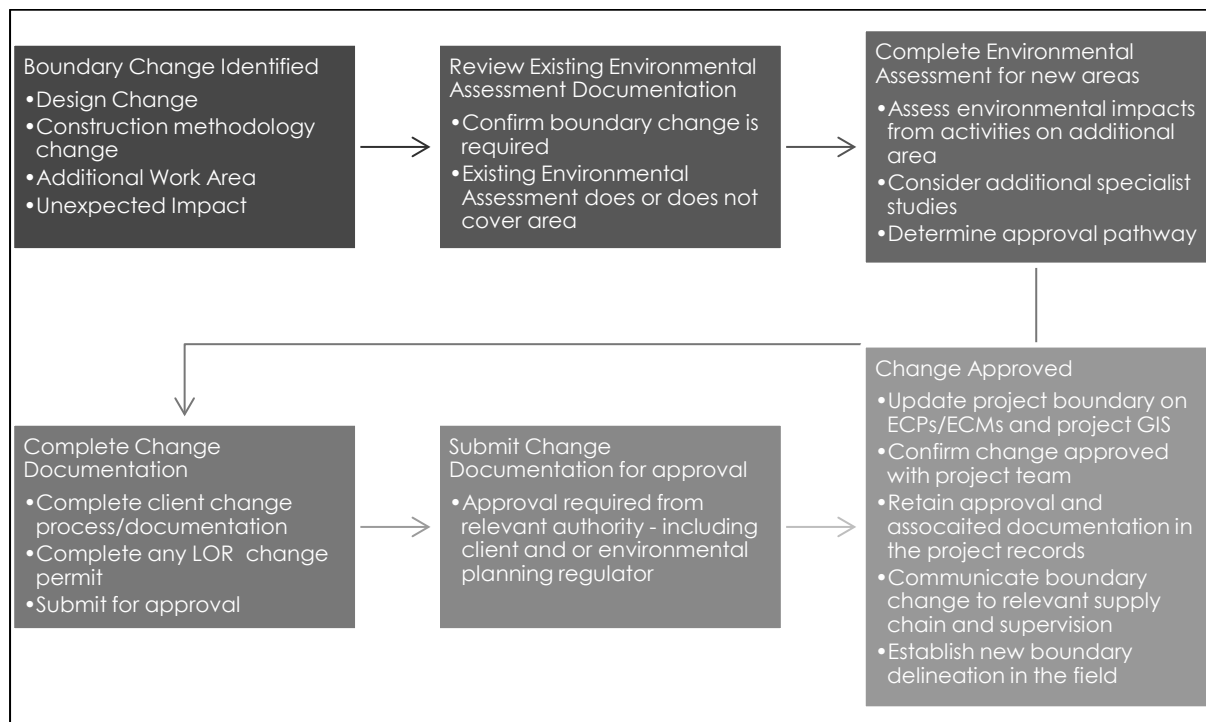 Boundary Change Identified
•Design Change
•Construction methodology
change
•Additional Work Area
•Unexpected Impact
Review Existing Environmental
Assessment Documentation
•Confirm boundary change is
required
•Existing Environmental
Assessment does or does not
cover area
Complete Environmental
Assessment for new areas
•Assess environmental impacts
from activities on additional
area
•Consider additional specialist
studies
•Determine approval pathway
Complete Change
Documentation
•Complete client change
process/documentation
•Complete any LOR change
permit
•Submit for approval
Submit Change
Documentation for approval
•Approval required from
relevant authority - including
client and or environmental
planning regulator
Change Approved
•Update project boundary on
ECPs/ECMs and project GIS
•Confirm change approved
with project team
•Retain approval and
assocaited documentation in
the project records
•Communicate boundary
change to relevant supply
chain and supervision
•Establish new boundary
delineation in the field